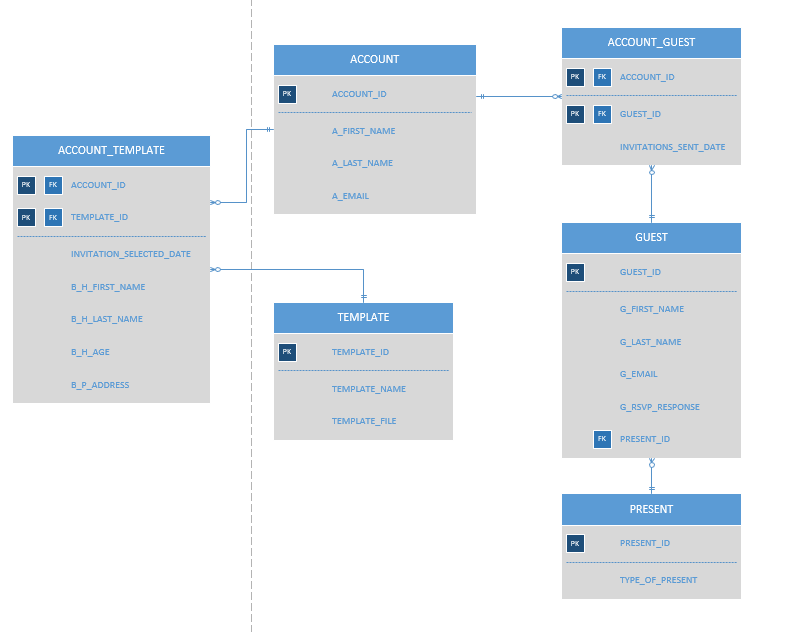 ACCOUNT_TEMPLATE
PK FK ACCOUNT_ID
PK FK TEMPLATE_ID
INVITATION_SELECTED_DATE
B_H_FIRST_NAME
B_H_LAST_NAME
B_H_AGE
B_P_ADDRESS
ACCOUNT
PK ACCOUNT_ID
A_FIRST_NAME
A_LAST_NAME
A_EMAIL
TEMPLATE
PK TEMPLATE_ID
TEMPLATE_NAME
TEMPLATE_FILE
ACCOUNT_GUEST
PK FK ACCOUNT_ID
PK FK GUEST_ID
INVITATIONS_SENT_DATE
GUEST
PK GUEST_ID
G_FIRST_NAME
G_LAST_NAME
G_EMAIL
G_RSVP_RESPONSE
FK PRESENT_ID
PRESENT
PK PRESENT_ID
TYPE_OF_PRESENT